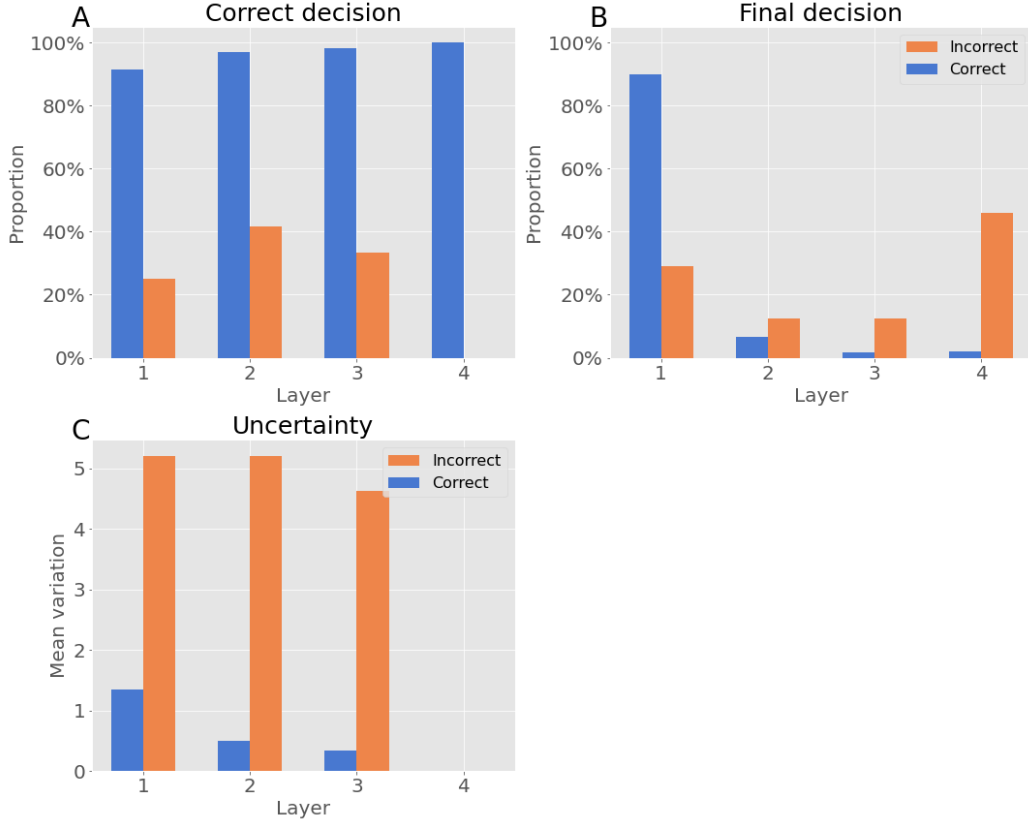 A
Correct decision
100%
80%
60%
40%
20%
0%
Proportion
1 2 3 4
Layer
B
Final decision
100%
80%
60%
40%
20%
0%
Proportion
Incorrect
Correct
1 2 3 4
Layer
C
Uncertainty
5
4
3
2
1
0
Mean variation
Incorrect
Correct
1 2 3 4
Layer